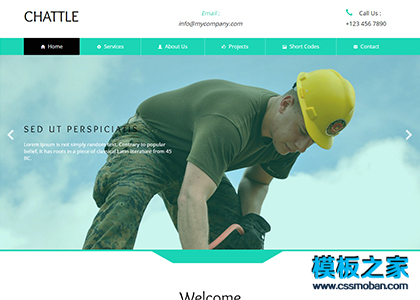 CHATTLE
Email :
info@mycompany.com
Call Us :
+123 456 7890
Home
Services
About Us
Projects
Short Codes
Contact
SED UT PERSPICIATIS
Lorem Ipsum is not simply random text. Contrary to popular
belief. It has roots in a piece of classical Latin literature from 45
BC.
Welcome
模板之家
www.cssmoban.com